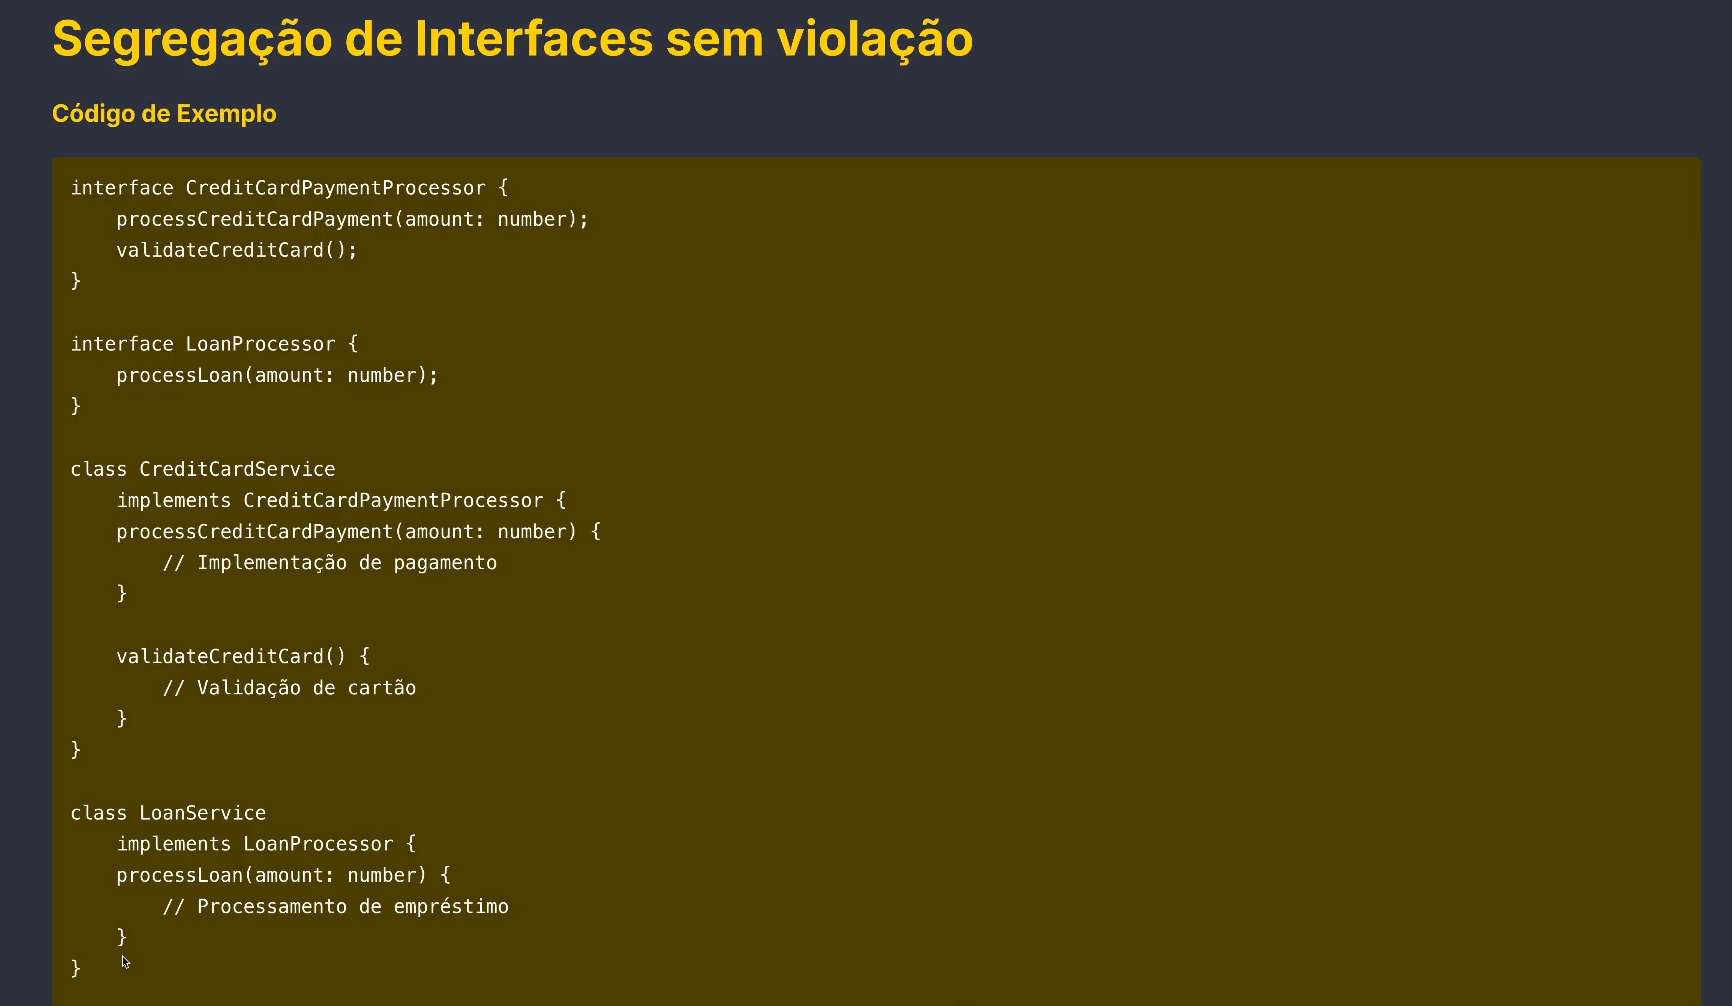 Segregação de Interfaces sem violação
Código de Exemplo
interface CreditCardPaymentProcessor {
    processCreditCardPayment(amount: number);
    validateCreditCard();
}
interface LoanProcessor {
    processLoan(amount: number);
}
class CreditCardService
    implements CreditCardPaymentProcessor {
    processCreditCardPayment(amount: number) {
        // Implementação de pagamento
    }
    validateCreditCard() {
        // Validação de cartão
    }
}
class LoanService
    implements LoanProcessor {
    processLoan(amount: number) {
        // Processamento de empréstimo
    }
}